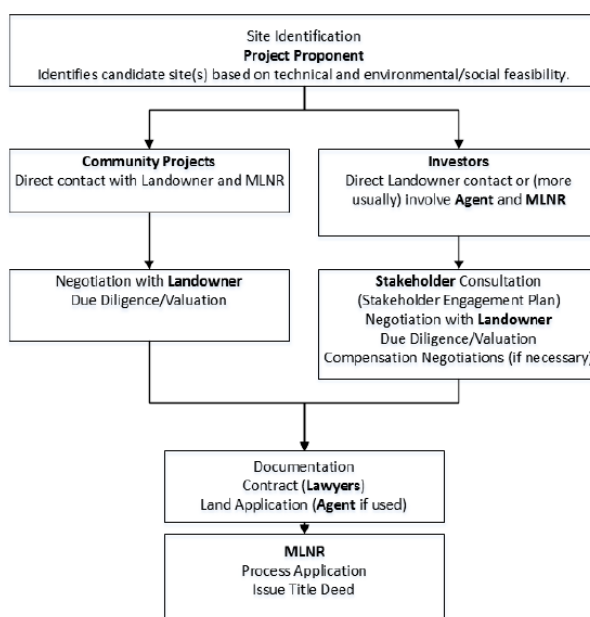 Site Identification
Project Proponent
Identifies candidate site(s) based on technical and environmental/social feasibility.
Community Projects
Direct contact with Landowner and MLNR
Investors
Direct Landowner contact or (more
usually) Involve Agent and MLNR
Negotiation with Landowner
Due Diligence/Valuation
Stakeholder Consultation
(Stakeholder Engagement Plan)
Negotiation with Landowner
Due Diligence/Valuation
Compensation Negotiations (if necessary)
Documentation
Contract (Lawyers)
Land Application (Agent if used)
MLNR
Process Application
Issue Title Deed